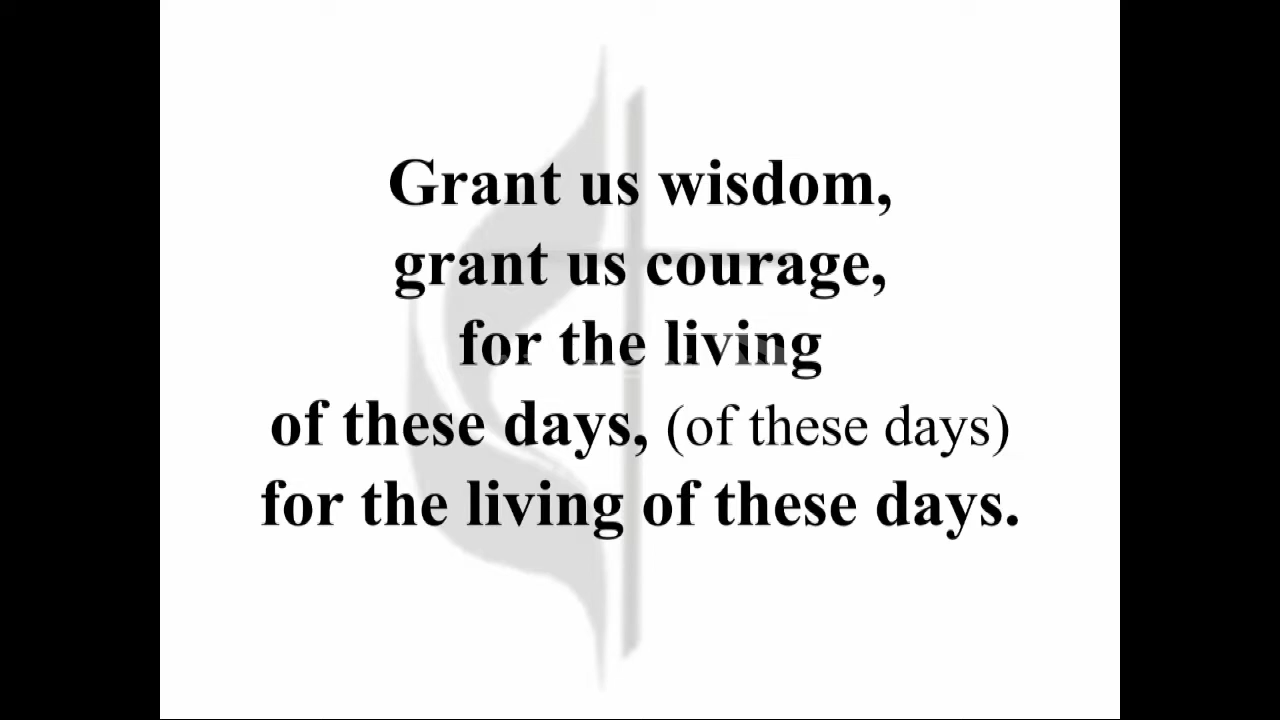 Grant us wisdom,
grant us courage,
for the living
of these days, (of these days)
for the living of these days.